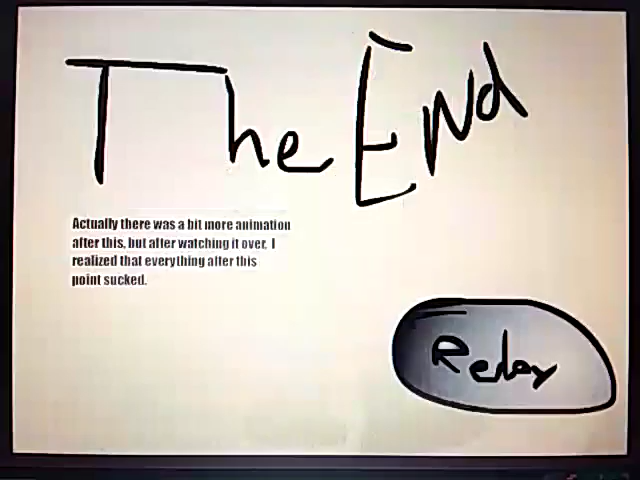 The End
Actually there was a bit more animation
after this, but after watching it over, I
realized that everything after this
point sucked.